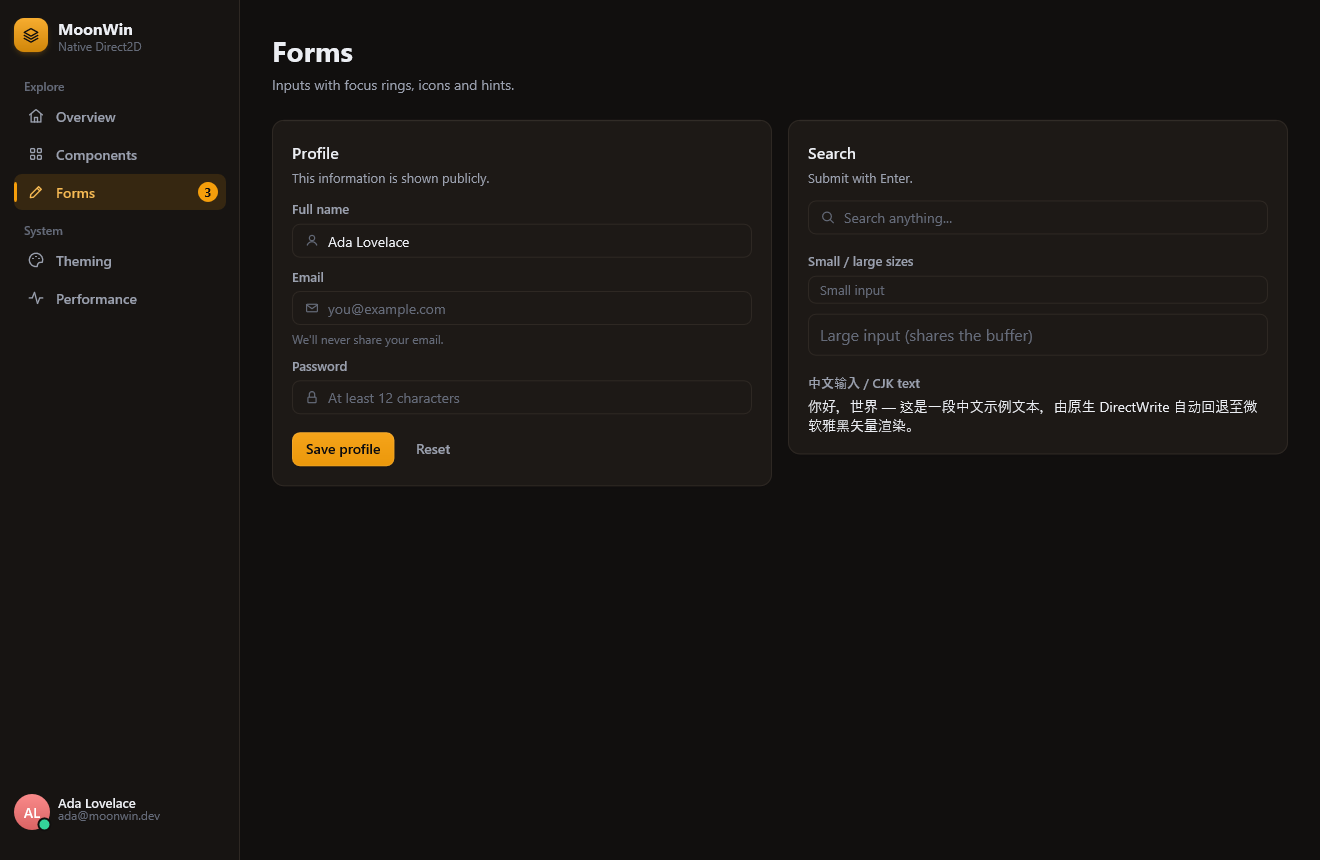 MoonWin
Native Direct2D
Explore
Overview
Components
Forms
3
System
Theming
Performance
AL
Ada Lovelace
ada@moonwin.dev
Forms
Inputs with focus rings, icons and hints.
Profile
This information is shown publicly.
Full name
Ada Lovelace
Email
you@example.com
We'll never share your email.
Password
At least 12 characters
Save profile
Reset
Search
Submit with Enter.
Search anything...
Small / large sizes
Small input
Large input (shares the buffer)
中文输入 / CJK text
你好，世界 — 这是一段中文示例文本，由原生 DirectWrite 自动回退至微
软雅黑矢量渲染。